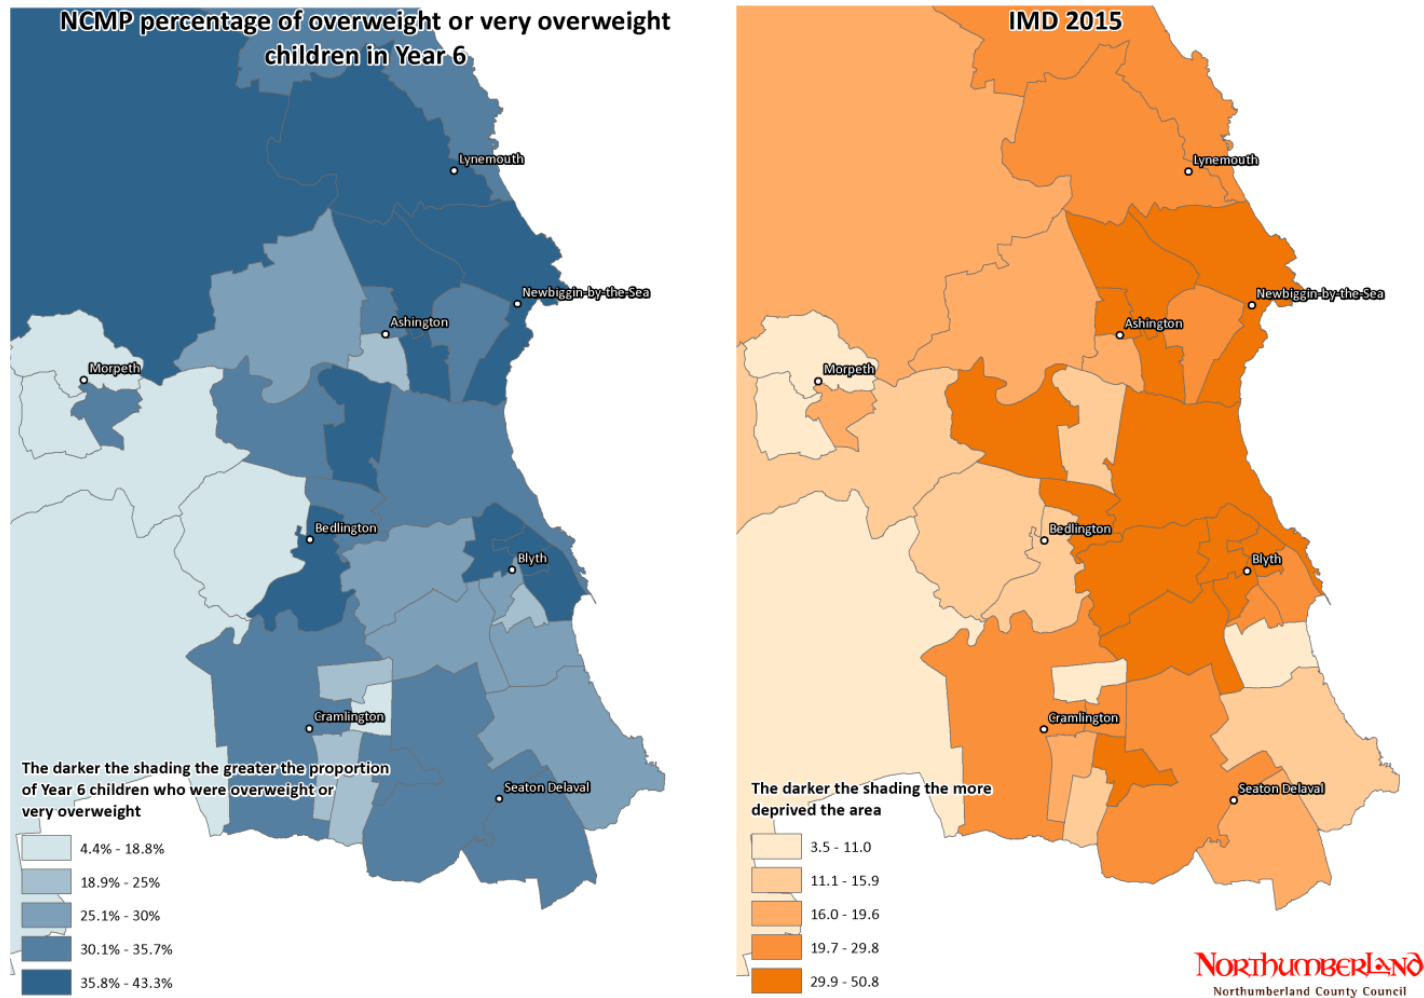 NCMP percentage of overweight or very overweight
children in Year 6
Lynemouth
Newbiggin-by-the-Sea
Ashington
Morpeth
Bedlington
Blyth
Cramlington
Seaton Delaval
The darker the shading the greater the proportion
of Year 6 children who were overweight or
very overweight
4.4% - 18.8%
18.9% - 25%
25.1% - 30%
30.1% - 35.7%
35.8% - 43.3%
IMD 2015
Lynemouth
Newbiggin-by-the-Sea
Ashington
Morpeth
Bedlington
Blyth
Cramlington
Seaton Delaval
The darker the shading the more
deprived the area
3.5 - 11.0
11.1 - 15.9
16.0 - 19.6
19.7 - 29.8
29.9 - 50.8
NORTHUMBERLAND
Northumberland County Council